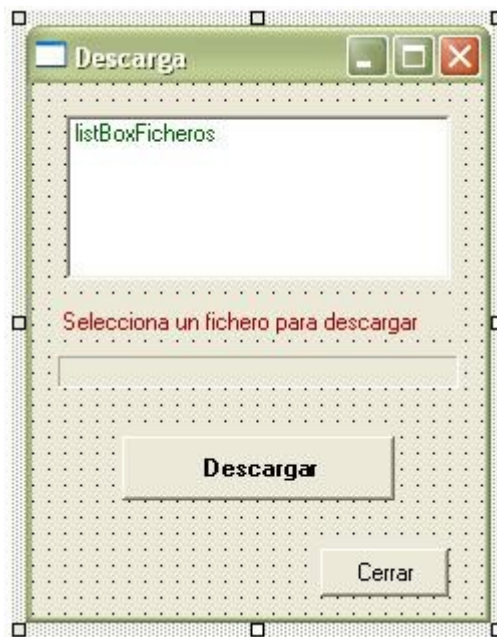 Descarga
listBoxFicheros
Selecciona un fichero para descargar
Descargar
Cerrar